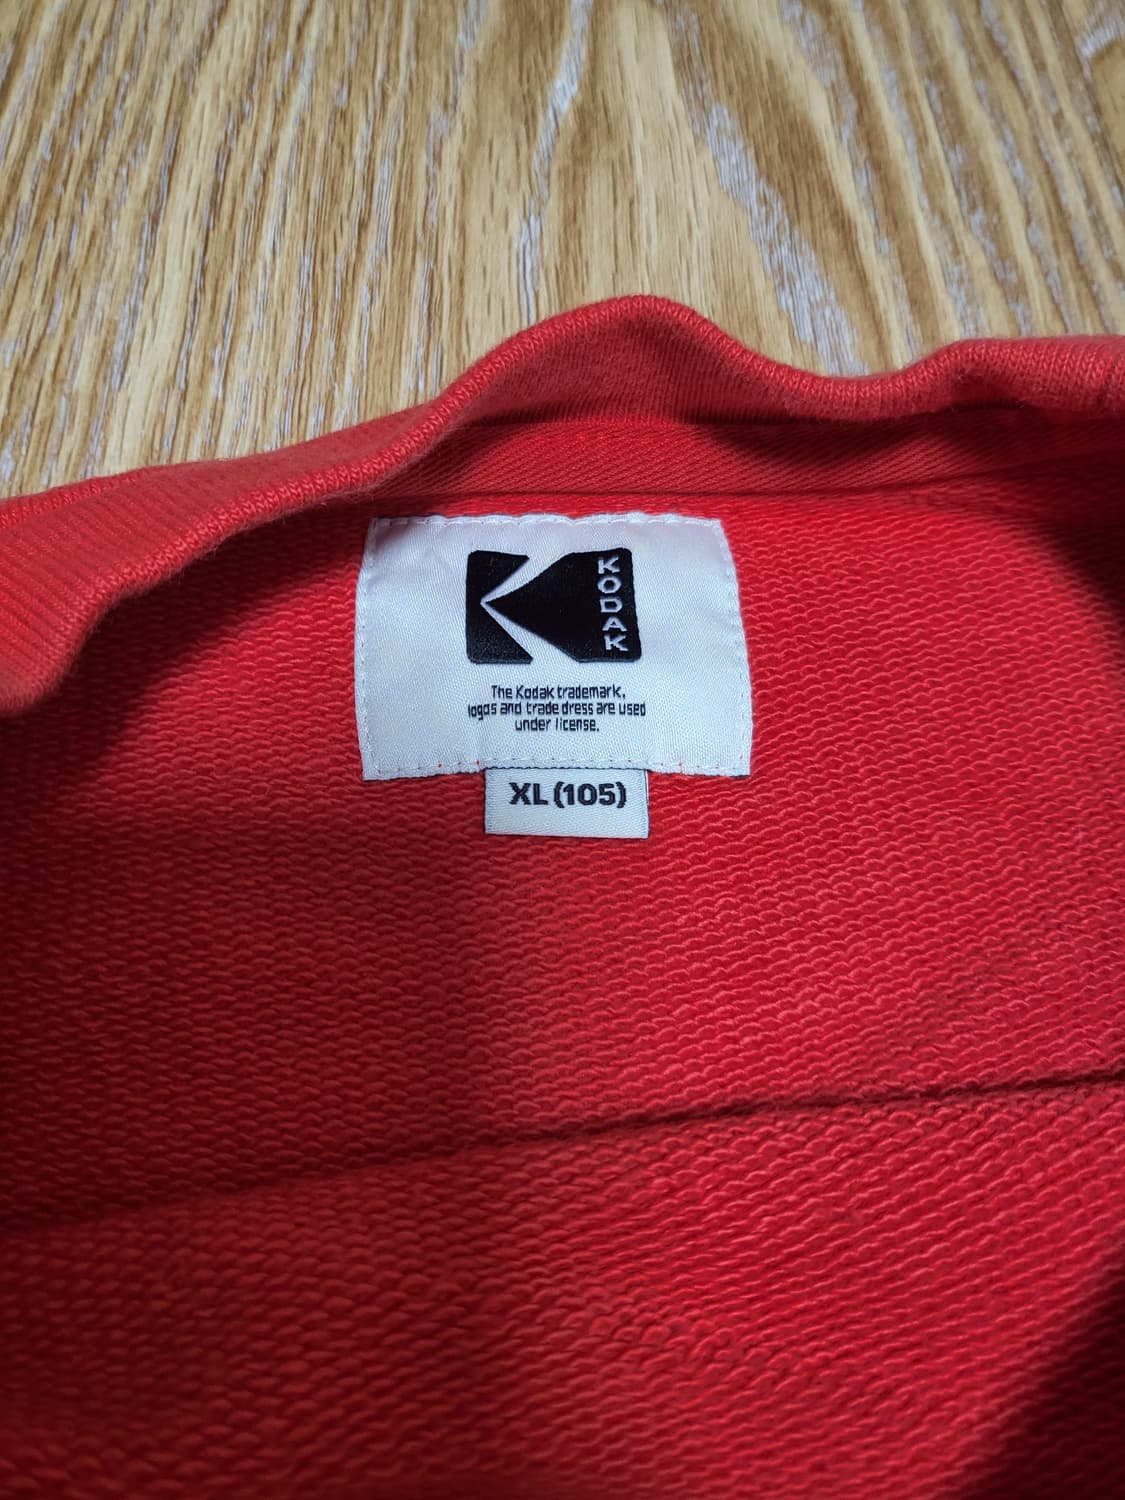 KODAK
The Kodak trademark,
logos and trade dress are used
under license.
XL (105)